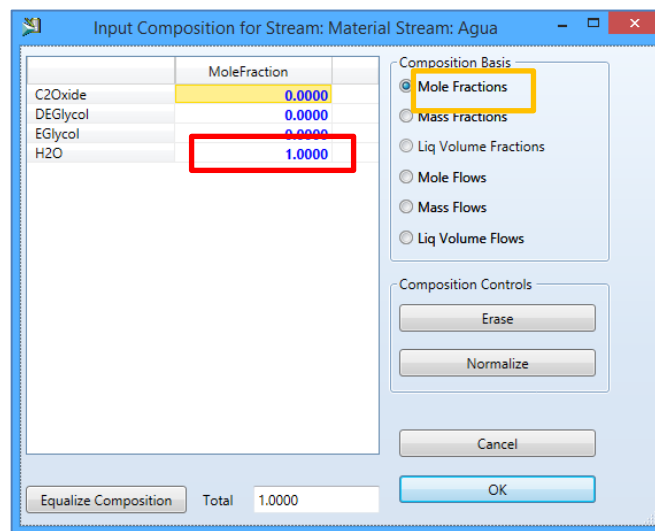 Input Composition for Stream: Material Stream: Agua
MoleFraction
C2Oxide 0.0000
DEGlycol 0.0000
EGlycol 0.0000
H2O 1.0000
Composition Basis
Mole Fractions
Mass Fractions
Liq Volume Fractions
Mole Flows
Mass Flows
Liq Volume Flows
Composition Controls
Erase
Normalize
Cancel
Equalize Composition Total 1.0000
OK